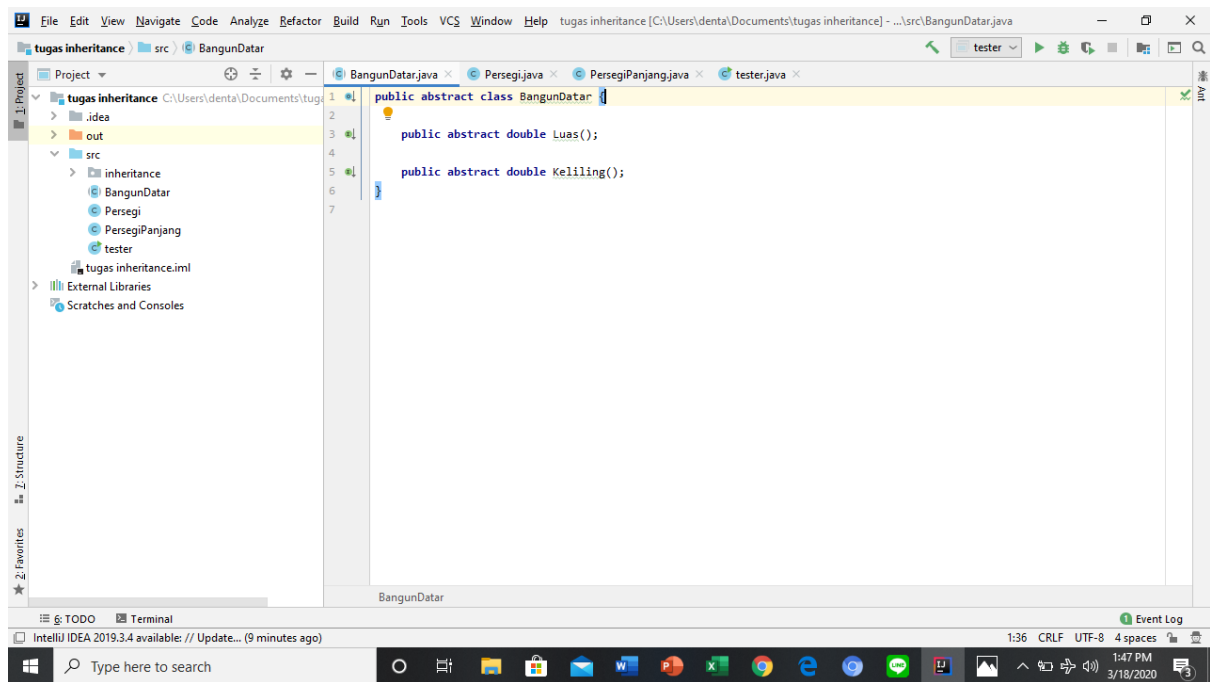 File Edit View Navigate Code Analyze Refactor Build Run Tools VCS Window Help tugas inheritance [C:\Users\denta\Documents\tugas inheritance] - ...\src\BangunDatar.java
tugas inheritance src BangunDatar tester
1: Project
Project
BangunDatar.java Persegi.java PersegiPanjang.java tester.java
Ant
tugas inheritance C:\Users\denta\Documents\tuga
.idea
out
src
inheritance
BangunDatar
Persegi
PersegiPanjang
tester
tugas inheritance.iml
External Libraries
Scratches and Consoles
1 public abstract class BangunDatar {
2
3 public abstract double Luas();
4
5 public abstract double Keliling();
6 }
7
7: Structure
2: Favorites
BangunDatar
6: TODO Terminal Event Log
IntelliJ IDEA 2019.3.4 available: // Update... (9 minutes ago) 1:36 CRLF UTF-8 4 spaces
Type here to search
1:47 PM
3/18/2020
3